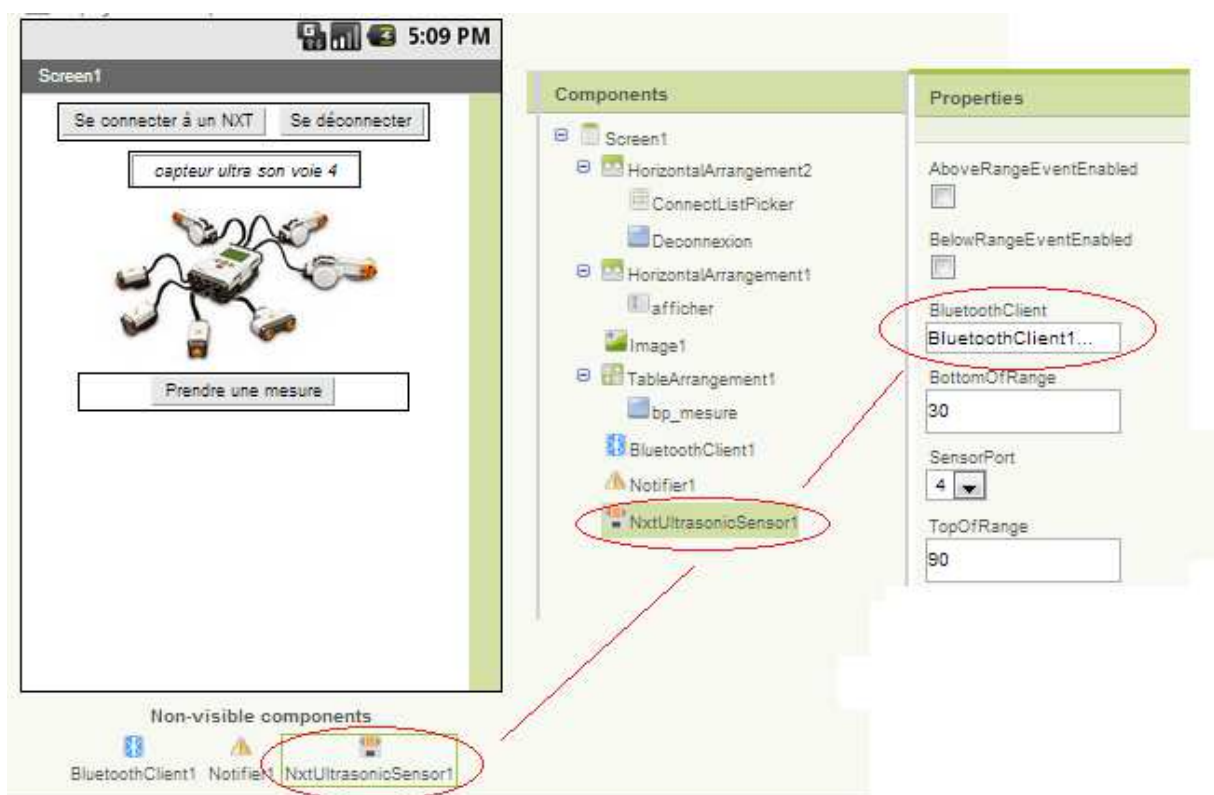 5:09 PM
Screen1
Se connecter à un NXT
Se déconnecter
capteur ultra son voie 4
Prendre une mesure
Non-visible components
BluetoothClient1
Notifier1
NxtUltrasonicSensor1
Components
Screen1
HorizontalArrangement2
ConnectListPicker
Deconnexion
HorizontalArrangement1
afficher
Image1
TableArrangement1
bp_mesure
BluetoothClient1
Notifier1
NxtUltrasonicSensor1
Properties
AboveRangeEventEnabled
BelowRangeEventEnabled
BluetoothClient
BluetoothClient1...
BottomOfRange
30
SensorPort
4
TopOfRange
90